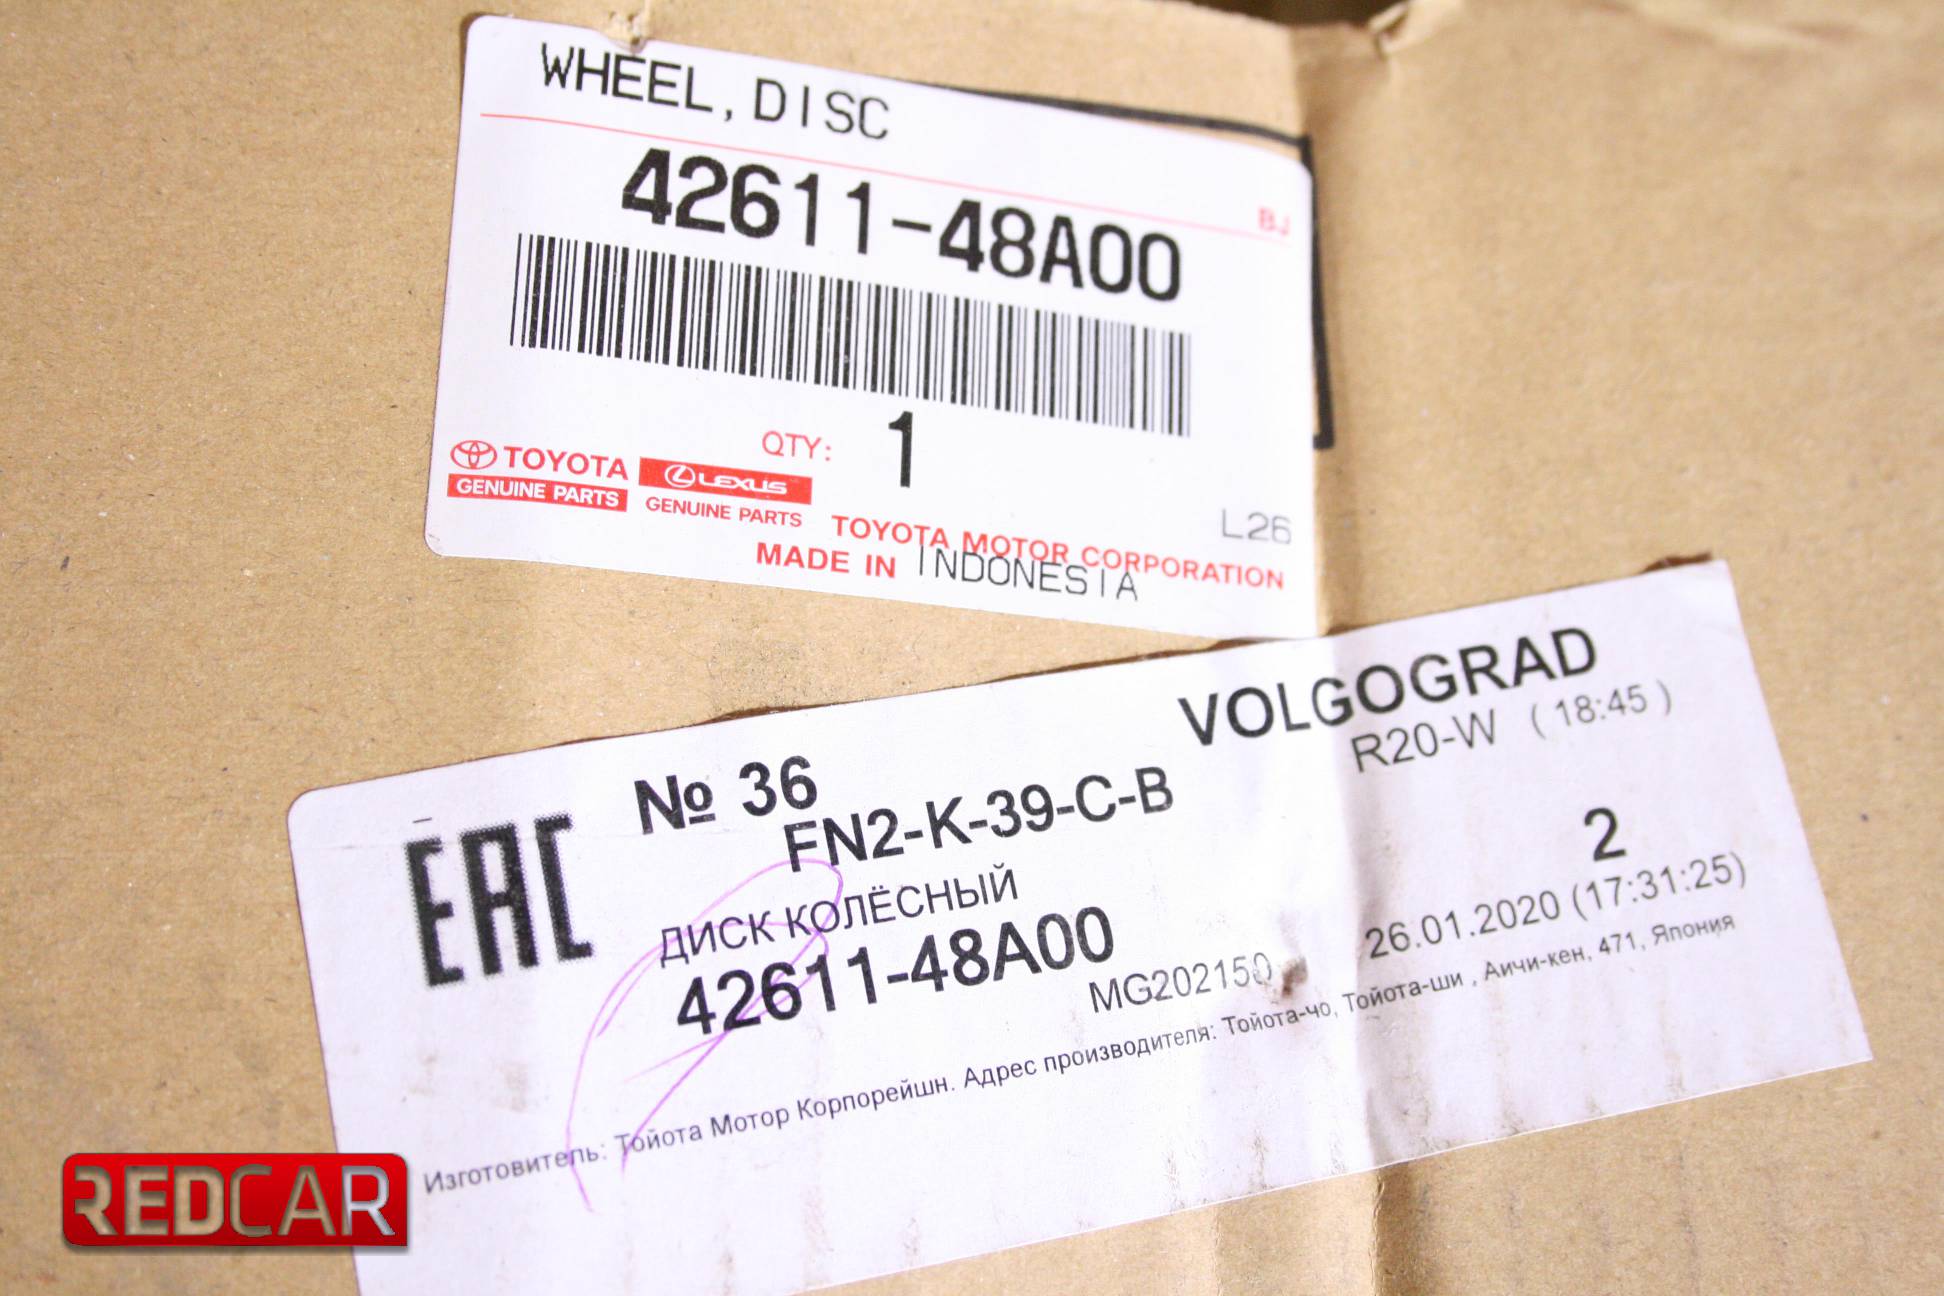 WHEEL, DISC
BJ
42611-48A00
QTY: 1
TOYOTA
GENUINE PARTS
LEXUS
GENUINE PARTS
L26
TOYOTA MOTOR CORPORATION
MADE IN INDONESIA
VOLGOGRAD
R20-W ( 18:45 )
№ 36
FN2-K-39-C-B
2
EAC
ДИСК КОЛЁСНЫЙ
26.01.2020 (17:31:25)
42611-48A00
MG202150
Изготовитель: Тойота Мотор Корпорейшн. Адрес производителя: Тойота-чо, Тойота-ши , Аичи-кен, 471, Япония
REDCAR